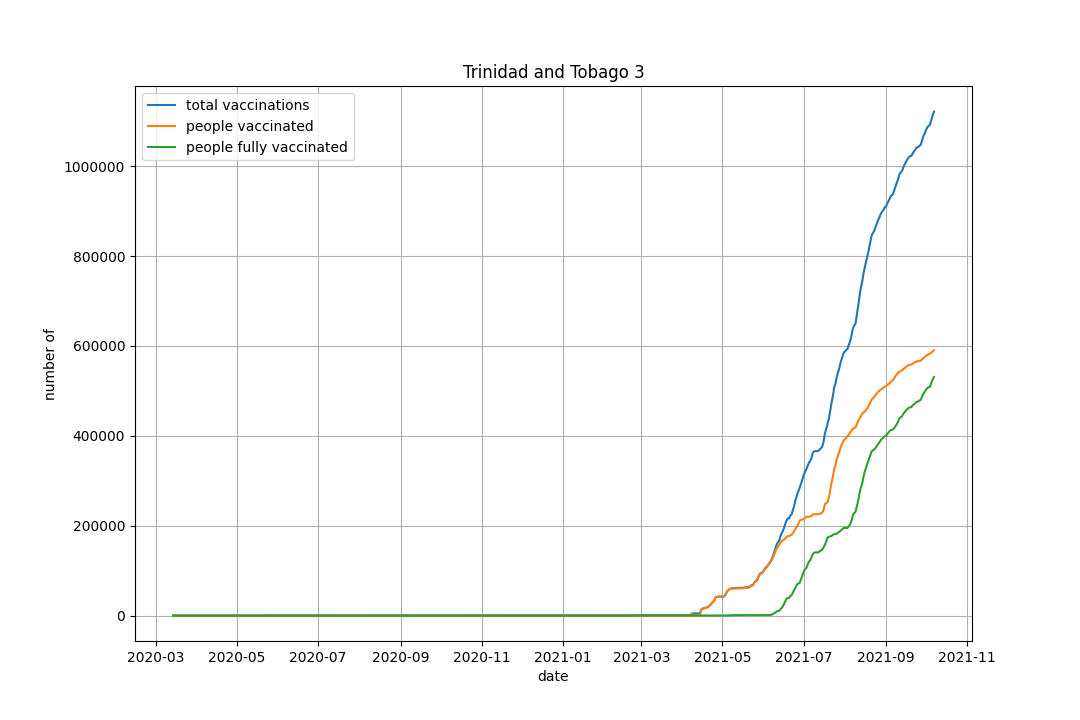 Trinidad and Tobago 3
total vaccinations
people vaccinated
people fully vaccinated
number of
1000000
800000
600000
400000
200000
0
2020-03 2020-05 2020-07 2020-09 2020-11 2021-01 2021-03 2021-05 2021-07 2021-09 2021-11
date